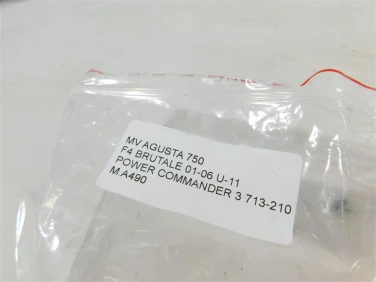 MV AGUSTA 750
F4 BRUTALE 01-06 U-11
POWER COMMANDER 3 713-210
M.A490